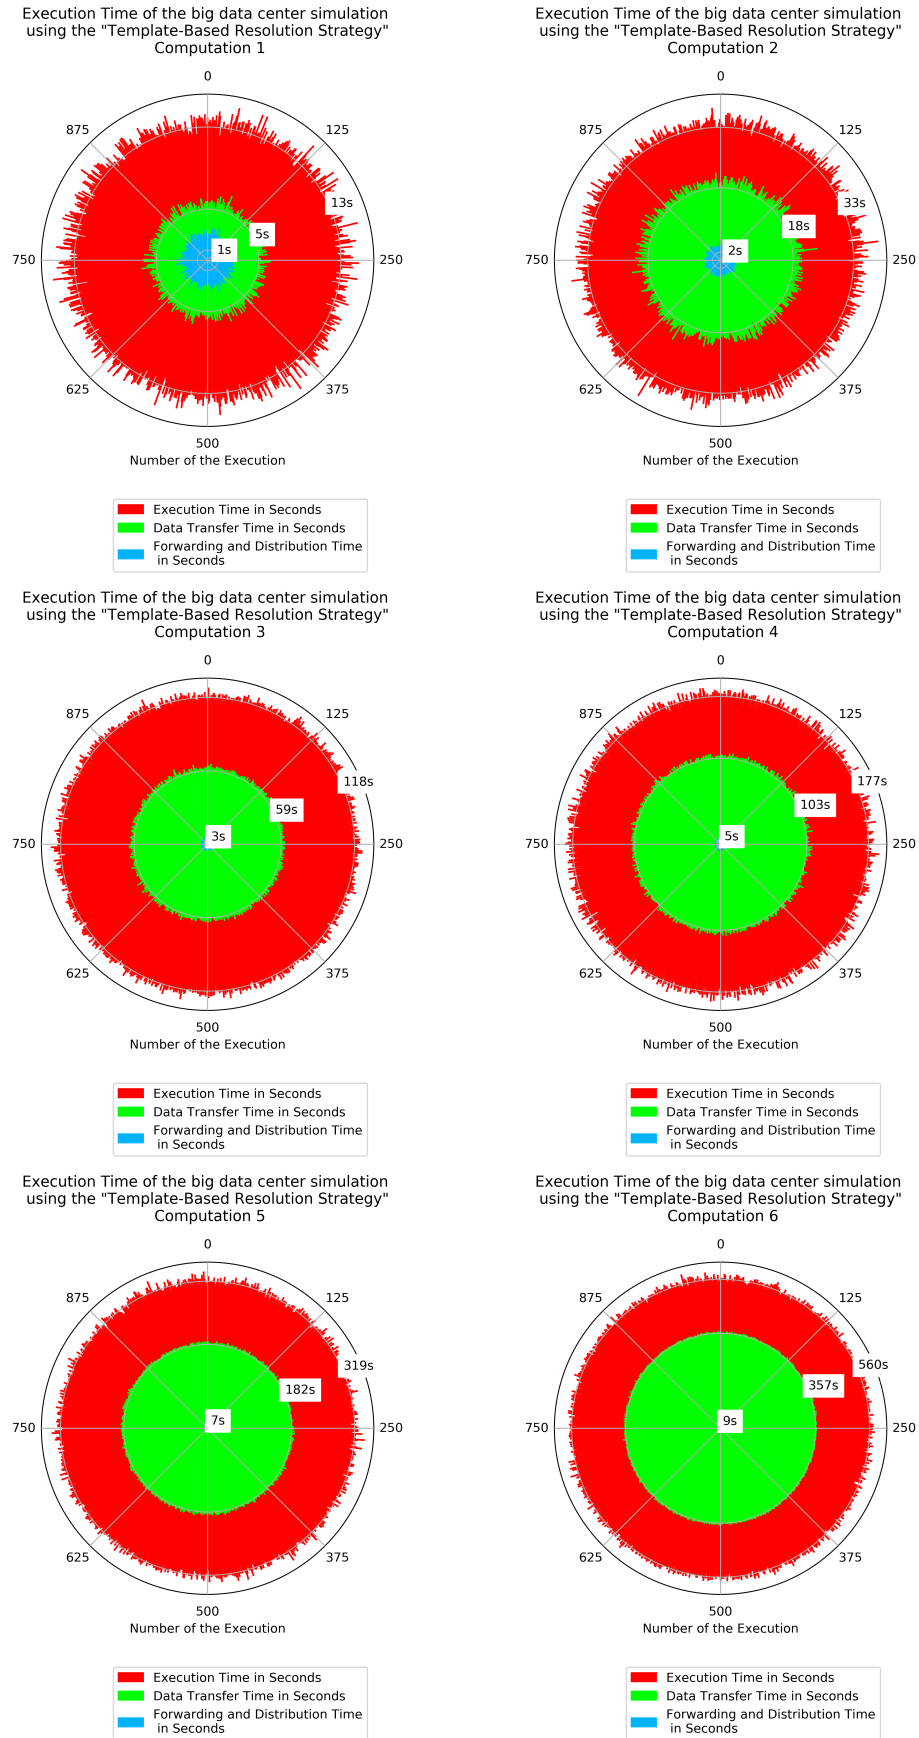 Execution Time of the big data center simulation
using the "Template-Based Resolution Strategy"
Computation 1
0
125
250
375
500
625
750
875
1s
5s
13s
Number of the Execution
Execution Time in Seconds
Data Transfer Time in Seconds
Forwarding and Distribution Time
in Seconds
Execution Time of the big data center simulation
using the "Template-Based Resolution Strategy"
Computation 2
0
125
250
375
500
625
750
875
2s
18s
33s
Number of the Execution
Execution Time in Seconds
Data Transfer Time in Seconds
Forwarding and Distribution Time
in Seconds
Execution Time of the big data center simulation
using the "Template-Based Resolution Strategy"
Computation 3
0
125
250
375
500
625
750
875
3s
59s
118s
Number of the Execution
Execution Time in Seconds
Data Transfer Time in Seconds
Forwarding and Distribution Time
in Seconds
Execution Time of the big data center simulation
using the "Template-Based Resolution Strategy"
Computation 4
0
125
250
375
500
625
750
875
5s
103s
177s
Number of the Execution
Execution Time in Seconds
Data Transfer Time in Seconds
Forwarding and Distribution Time
in Seconds
Execution Time of the big data center simulation
using the "Template-Based Resolution Strategy"
Computation 5
0
125
250
375
500
625
750
875
7s
182s
319s
Number of the Execution
Execution Time in Seconds
Data Transfer Time in Seconds
Forwarding and Distribution Time
in Seconds
Execution Time of the big data center simulation
using the "Template-Based Resolution Strategy"
Computation 6
0
125
250
375
500
625
750
875
9s
357s
560s
Number of the Execution
Execution Time in Seconds
Data Transfer Time in Seconds
Forwarding and Distribution Time
in Seconds